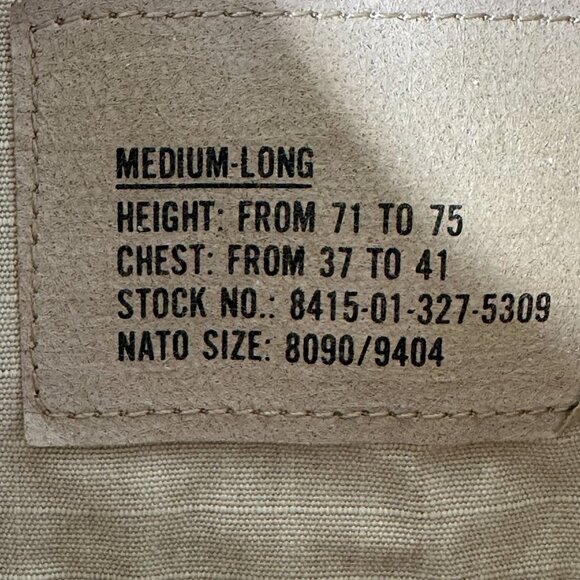 MEDIUM-LONG
HEIGHT: FROM 71 TO 75
CHEST: FROM 37 TO 41
STOCK NO.: 8415-01-327-5309
NATO SIZE: 8090/9404